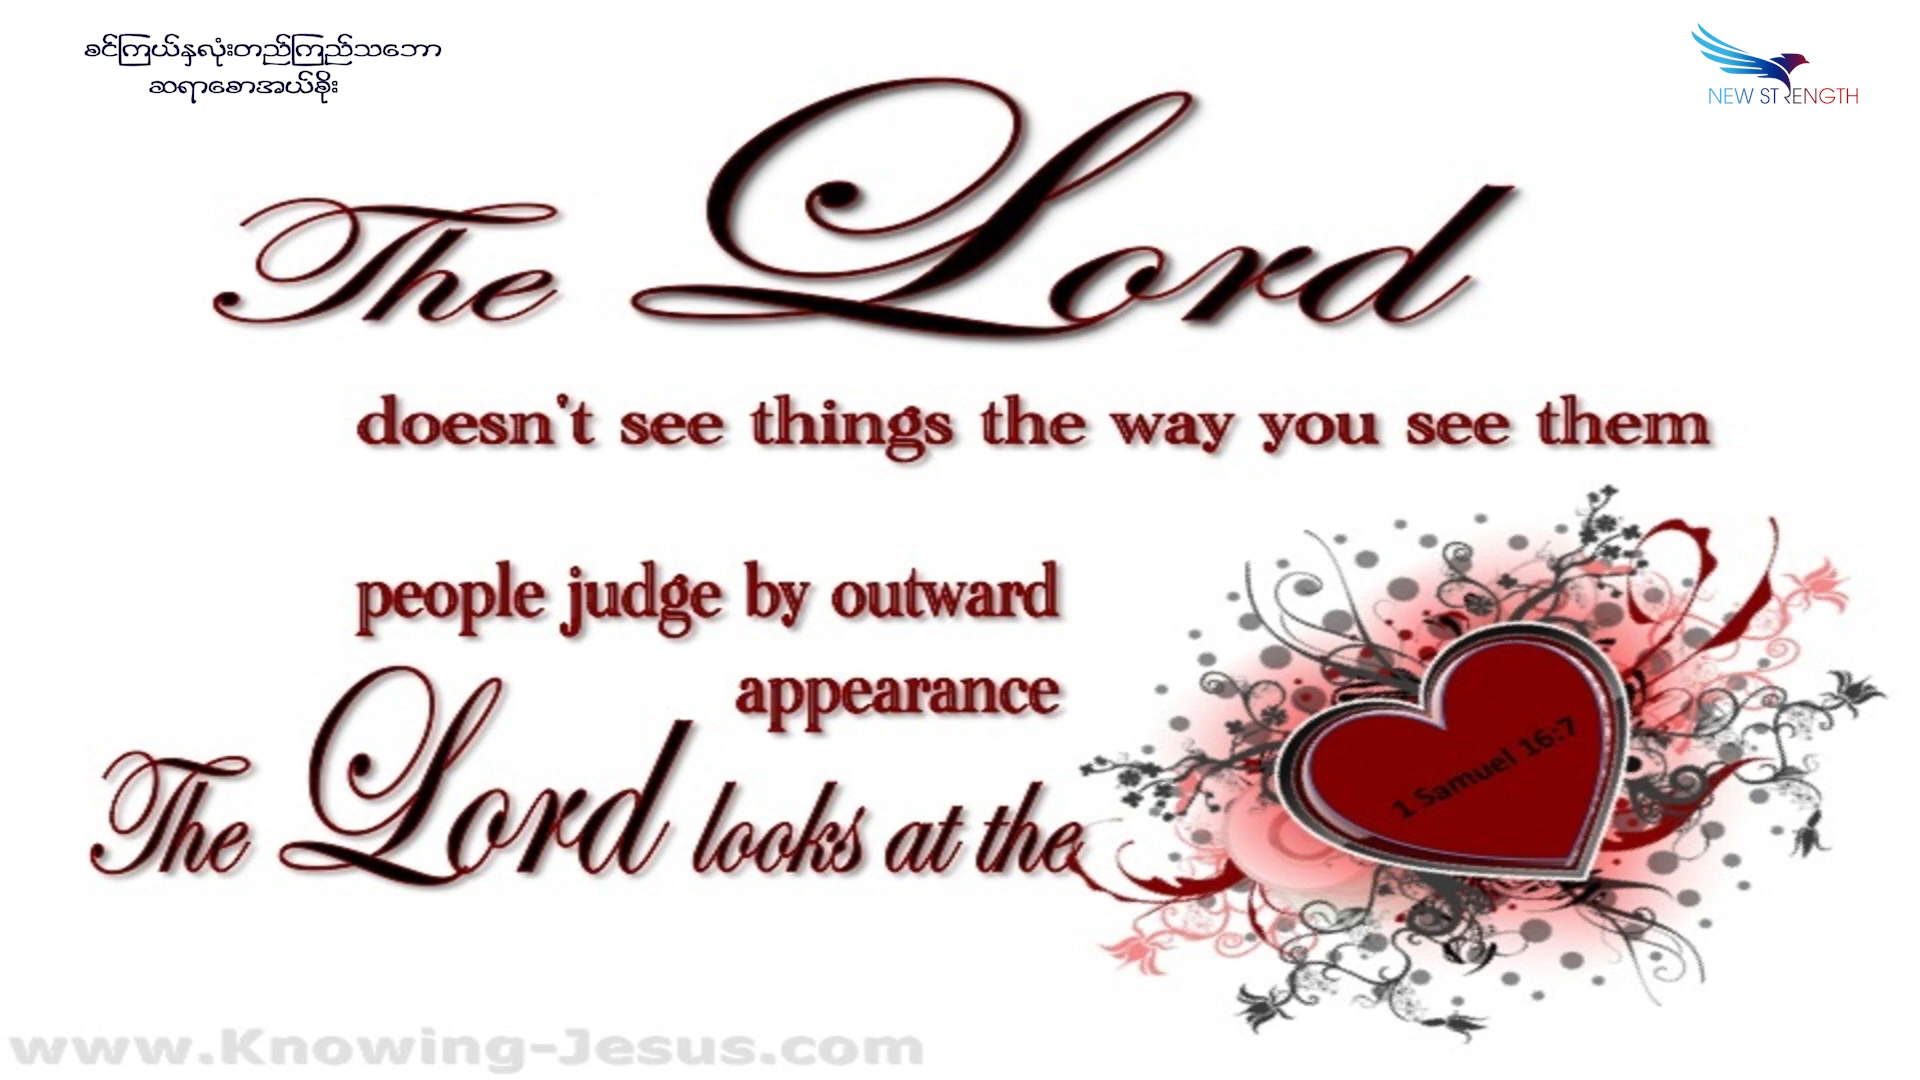 ခင်ကြယ်နှလုံးတည်ကြည်သဘော
ဆရာစောအယ်ခိုး
NEW STRENGTH
The Lord
doesn't see things the way you see them
people judge by outward
appearance
The Lord looks at the
1 Samuel 16:7
www.Knowing-Jesus.com